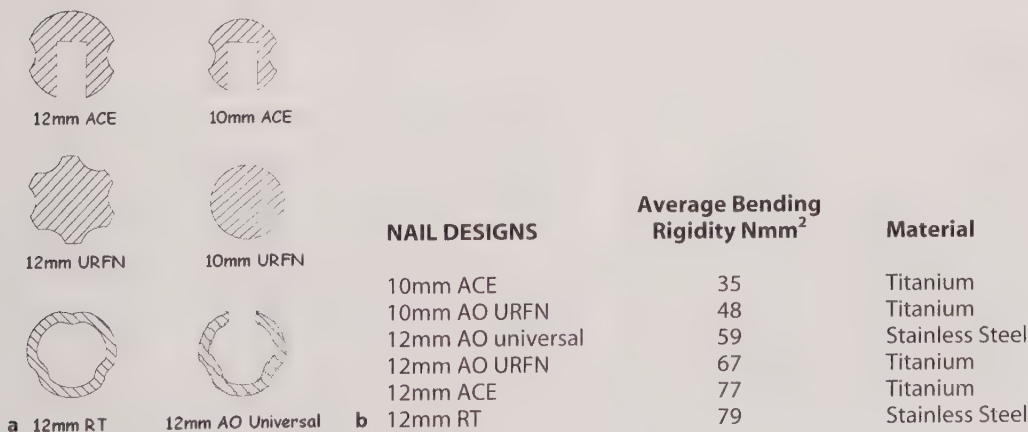 12mm ACE 10mm ACE
12mm URFN 10mm URFN
a 12mm RT 12mm AO Universal
b
NAIL DESIGNS Average Bending Rigidity Nmm² Material
10mm ACE 35 Titanium
10mm AO URFN 48 Titanium
12mm AO universal 59 Stainless Steel
12mm AO URFN 67 Titanium
12mm ACE 77 Titanium
12mm RT 79 Stainless Steel